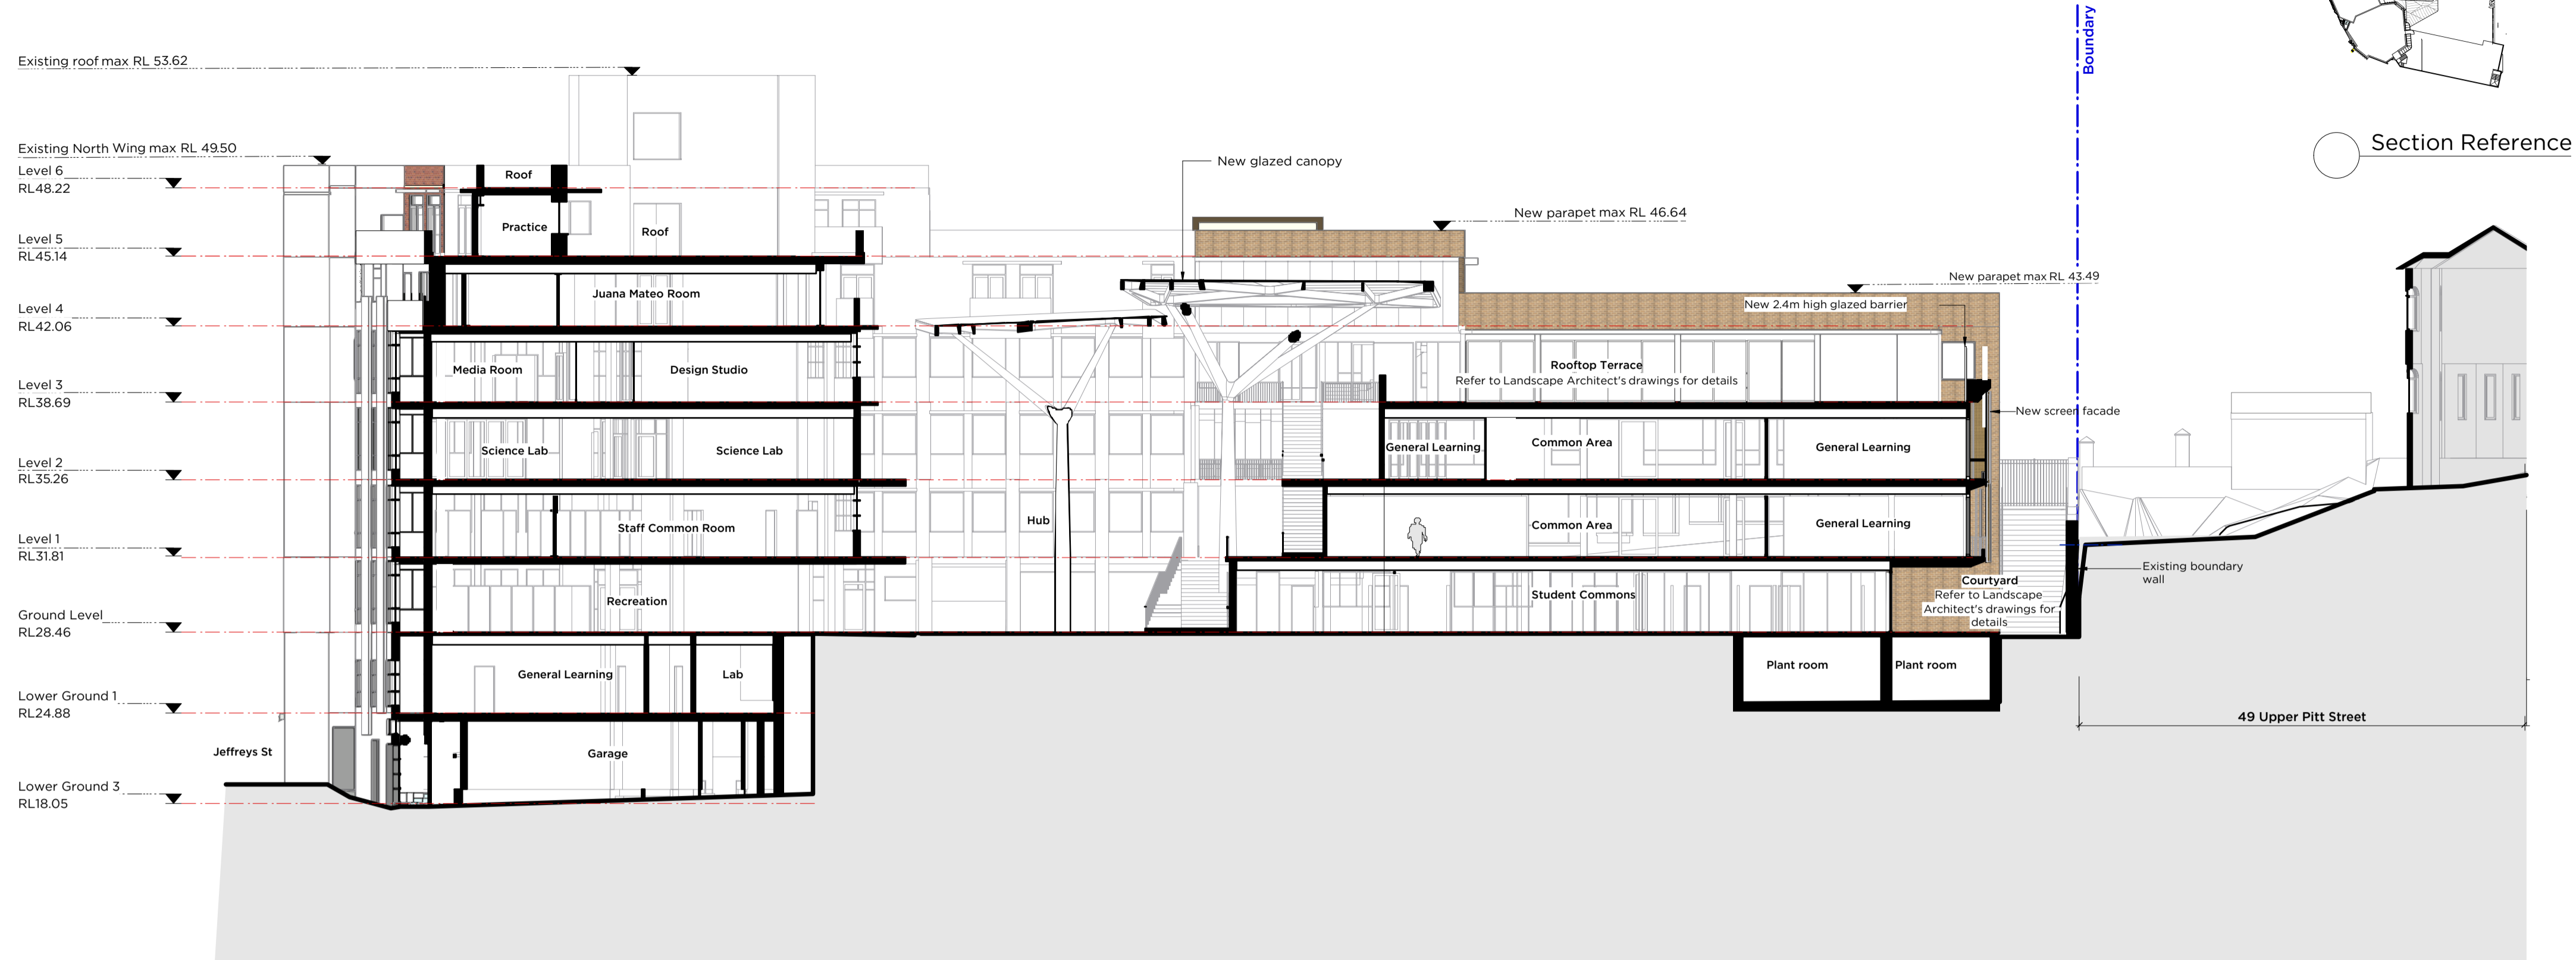 Boundary
Existing roof max RL 53.62
Section Reference
Existing North Wing max RL 49.50
New glazed canopy
Level 6
RL48.22
Roof
New parapet max RL 46.64
Practice
Roof
Level 5
RL45.14
New parapet max RL 43.49
Juana Mateo Room
New 2.4m high glazed barrier
Level 4
RL42.06
Media Room
Design Studio
Rooftop Terrace
Refer to Landscape Architect's drawings for details
Level 3
RL38.69
New screen facade
Science Lab
Science Lab
General Learning
Common Area
General Learning
Level 2
RL35.26
Staff Common Room
Hub
Common Area
General Learning
Level 1
RL31.81
Existing boundary
wall
Recreation
Student Commons
Courtyard
Refer to Landscape
Architect's drawings for
details
Ground Level
RL28.46
General Learning
Lab
Plant room
Plant room
Lower Ground 1
RL24.88
49 Upper Pitt Street
Jeffreys St
Garage
Lower Ground 3
RL18.05